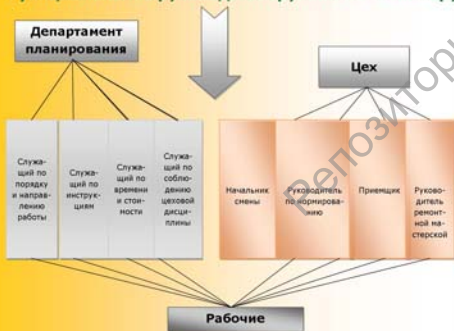 Департамент
планирования
Цех
Служа-
щий по
порядку
и направ-
лению
работы
Служа-
щий по
инструк-
циям
Служа-
щий по
времени
и стои-
мости
Служа-
щий по
соблю-
дению
цеховой
дисци-
плины
Начальник
смены
Руководитель
по нормирова-
нию
Приемщик
Руково-
дитель
ремонт-
ной ма-
стерской
Рабочие